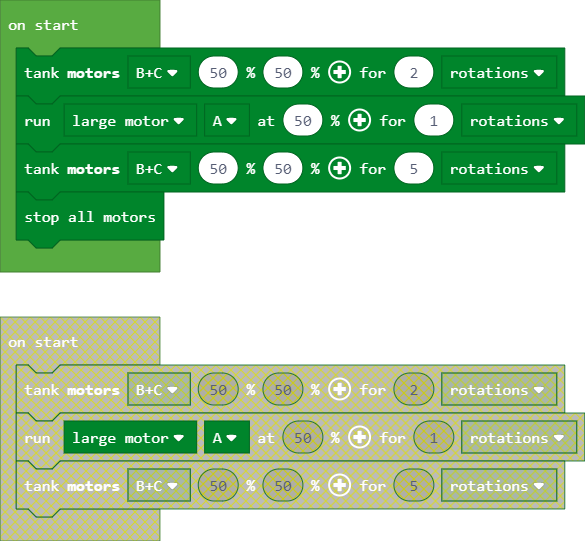 on start
tank motors B+C 50 % 50 % for 2 rotations
run large motor A at 50 % for 1 rotations
tank motors B+C 50 % 50 % for 5 rotations
stop all motors
on start
tank motors B+C 50 % 50 % for 2 rotations
run large motor A at 50 % for 1 rotations
tank motors B+C 50 % 50 % for 5 rotations